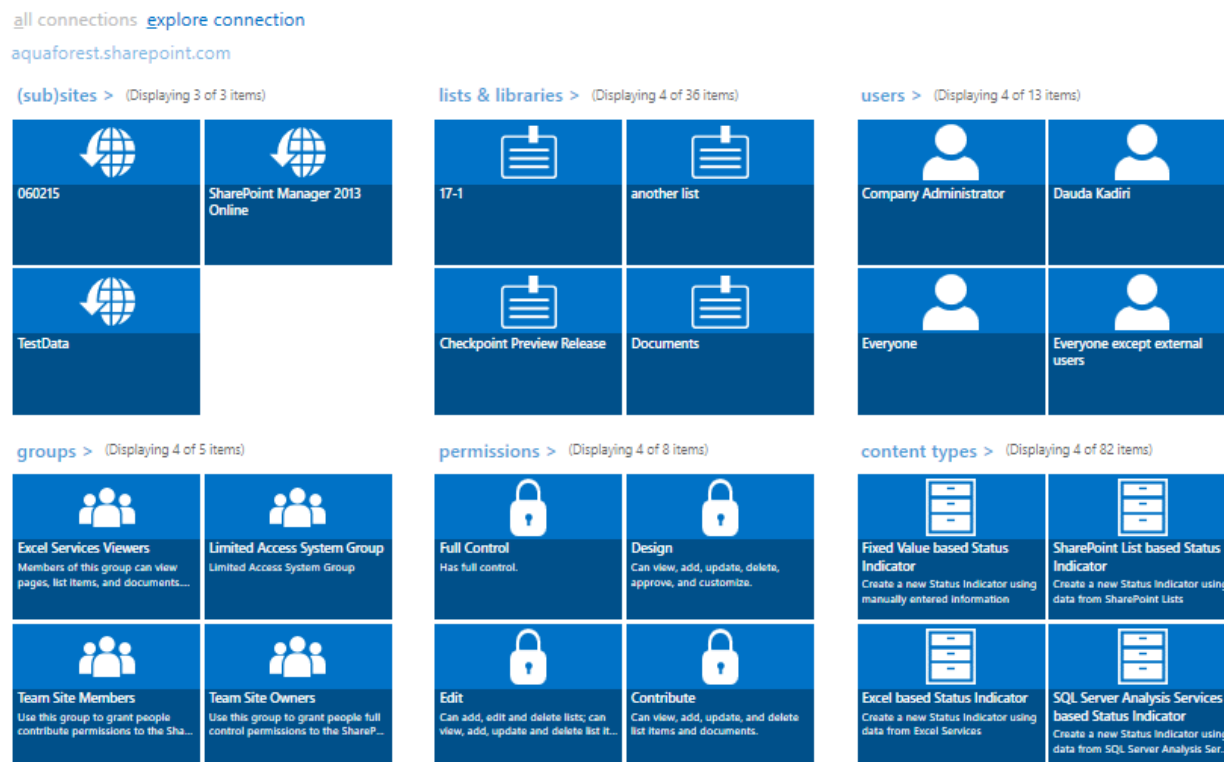 all connections explore connection
aquaforest.sharepoint.com
(sub)sites > (Displaying 3 of 3 items)
060215
SharePoint Manager 2013
Online
TestData
lists & libraries > (Displaying 4 of 36 items)
17-1
another list
Checkpoint Preview Release
Documents
users > (Displaying 4 of 13 items)
Company Administrator
Dauda Kadiri
Everyone
Everyone except external
users
groups > (Displaying 4 of 5 items)
Excel Services Viewers
Members of this group can view
pages, list items, and documents....
Limited Access System Group
Limited Access System Group
Team Site Members
Use this group to grant people
contribute permissions to the Sha...
Team Site Owners
Use this group to grant people full
control permissions to the ShareP...
permissions > (Displaying 4 of 8 items)
Full Control
Has full control.
Design
Can view, add, update, delete,
approve, and customize.
Edit
Can add, edit and delete lists; can
view, add, update and delete list it...
Contribute
Can view, add, update, and delete
list items and documents.
content types > (Displaying 4 of 82 items)
Fixed Value based Status
Indicator
Create a new Status Indicator using
manually entered information
SharePoint List based Status
Indicator
Create a new Status Indicator using
data from SharePoint Lists
Excel based Status Indicator
Create a new Status Indicator using
data from Excel Services
SQL Server Analysis Services
based Status Indicator
Create a new Status Indicator using
data from SQL Server Analysis Ser...